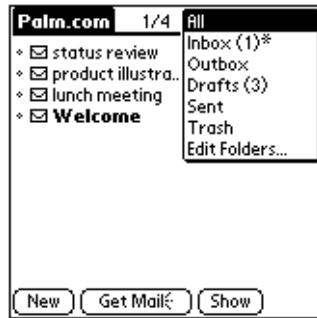 Palm.com 1/4 All
Inbox (1)*
Outbox
Drafts (3)
Sent
Trash
Edit Folders...
status review
product illustra..
lunch meeting
Welcome
New Get Mail Show